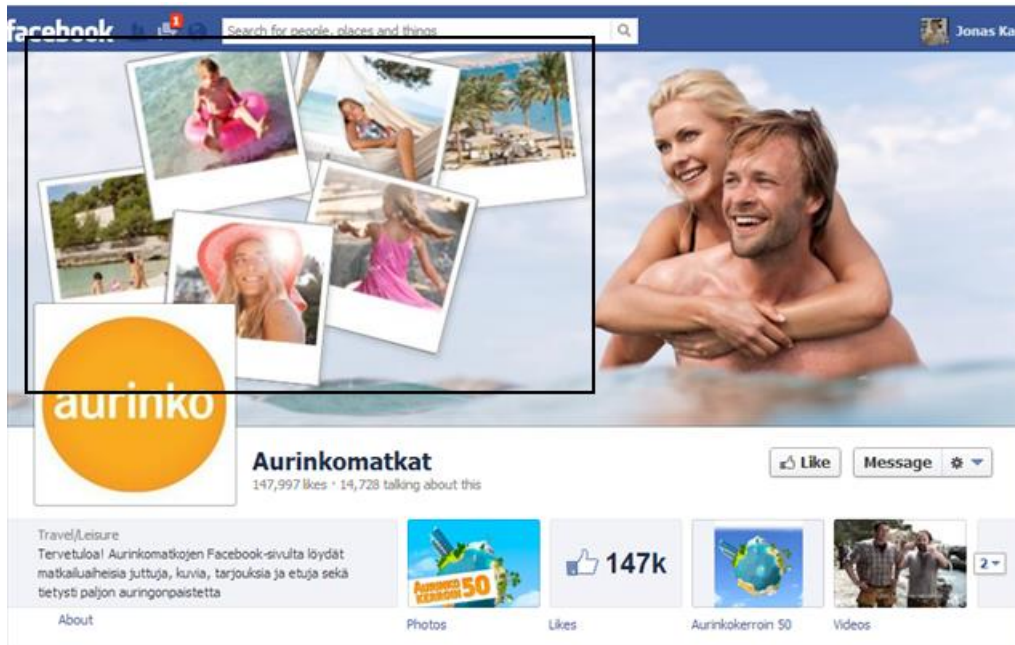 facebook
1
Search for people, places and things
Jonas Ka
aurinko
Aurinkomatkat
147,997 likes · 14,728 talking about this
Like
Message
Travel/Leisure
Tervetuloa! Aurinkomatkojen Facebook-sivulta löydät
matkailuaiheisia juttuja, kuvia, tarjouksia ja etuja sekä
tietysti paljon auringonpaistetta
About
AURINKO
KERROIN 50
Photos
147k
Likes
Aurinkokerroin 50
Videos
2